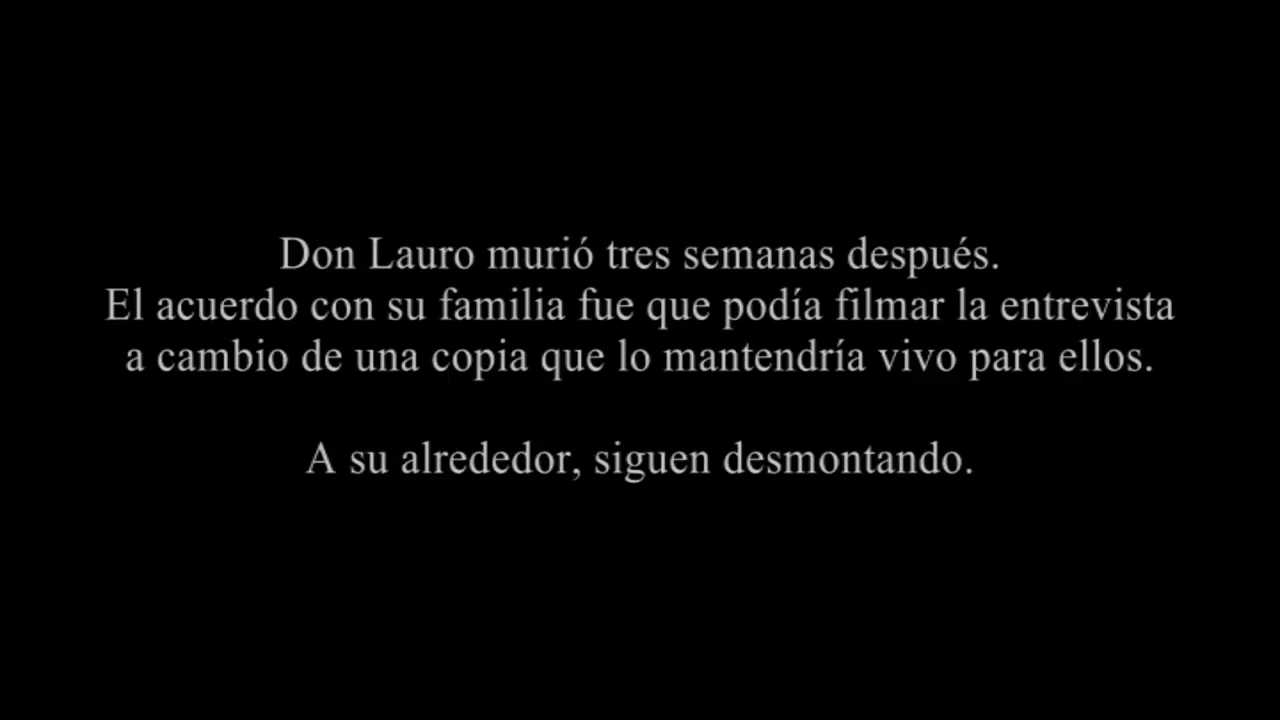 Don Lauro murió tres semanas después.
El acuerdo con su familia fue que podía filmar la entrevista
a cambio de una copia que lo mantendría vivo para ellos.
A su alrededor, siguen desmontando.